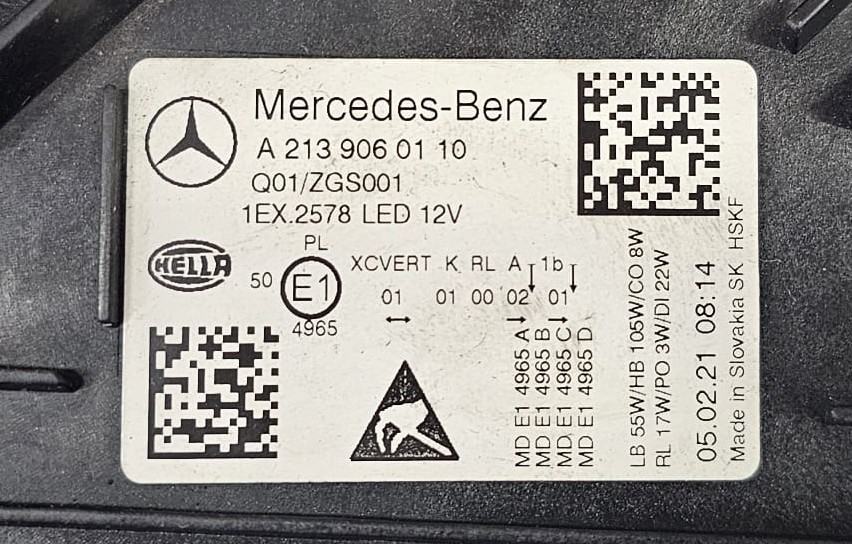 Mercedes-Benz
A 213 906 01 10
Q01/ZGS001
1EX.2578 LED 12V
HELLA
50
PL
E1
4965
XCVERT K RL A 1b
01 01 00 02 01
MD E1 4965 A
MD E1 4965 B
MD E1 4965 C
MD E1 4965 D
LB 55W/HB 105W/CO 8W
RL 17W/PO 3W/DI 22W
05.02.21 08:14
Made in Slovakia SK HSKF